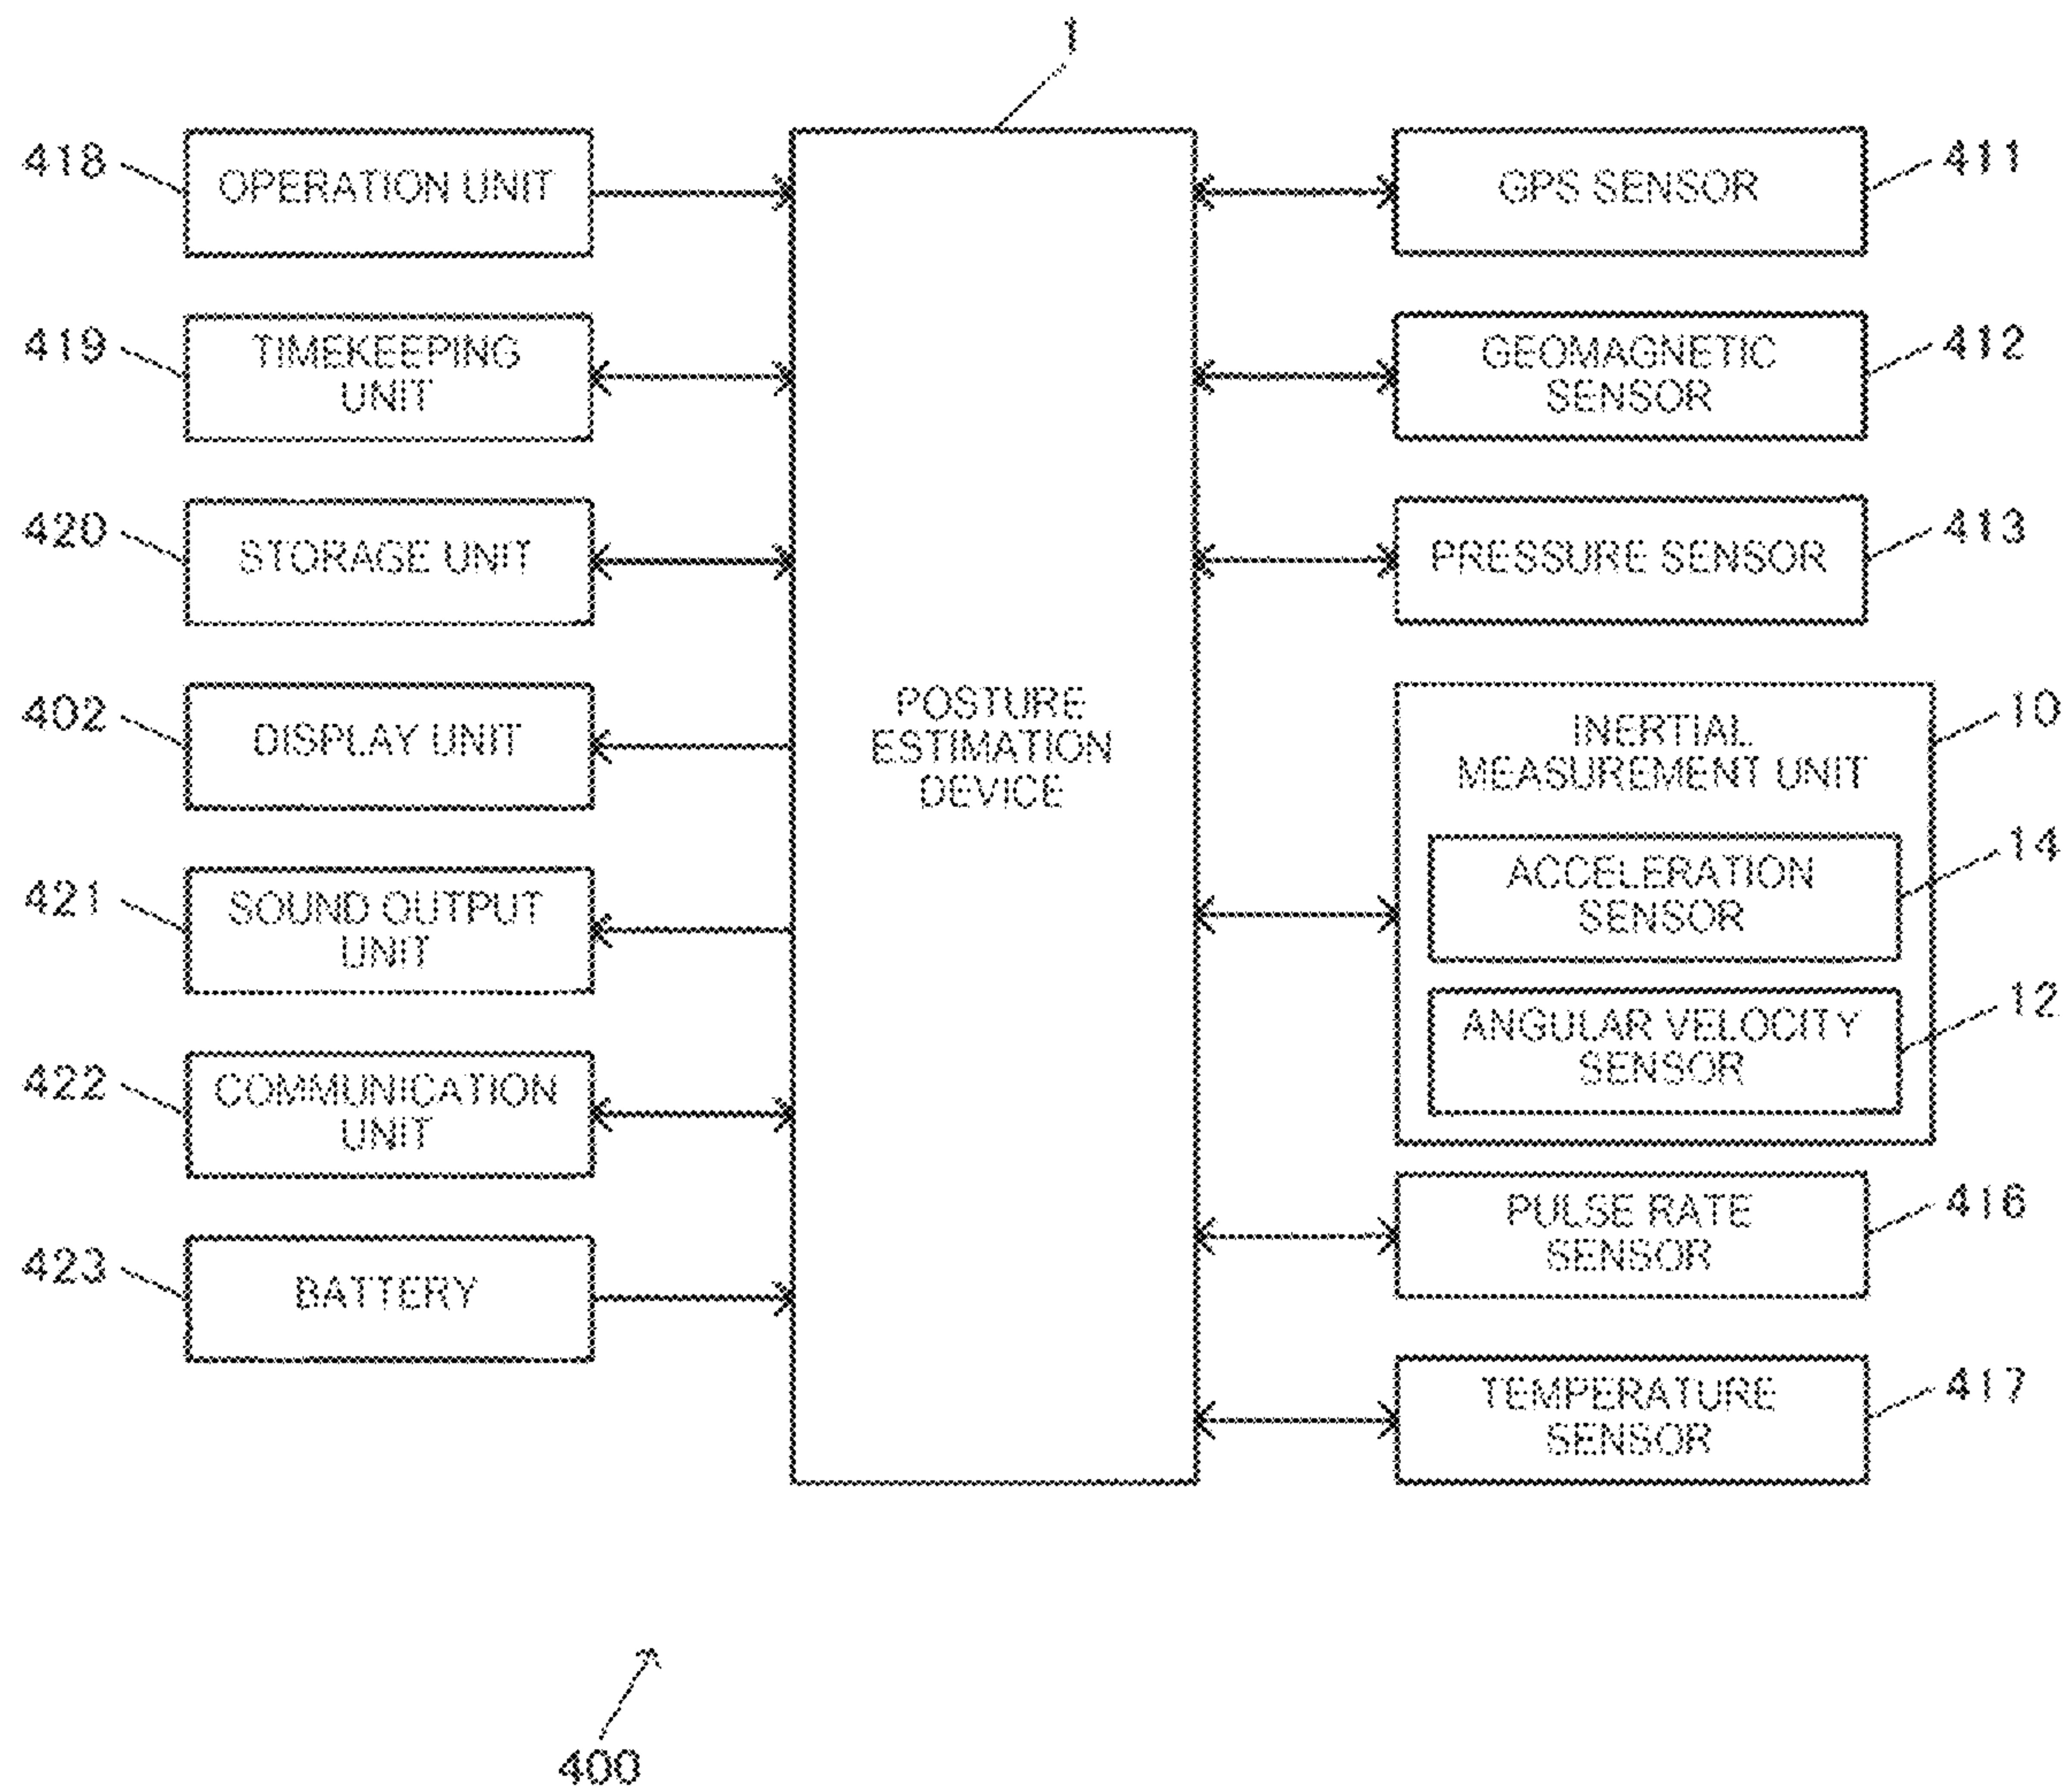 1
418
OPERATION UNIT
419
TIMEKEEPING
UNIT
420
STORAGE UNIT
402
DISPLAY UNIT
421
SOUND OUTPUT
UNIT
422
COMMUNICATION
UNIT
423
BATTERY
POSTURE
ESTIMATION
DEVICE
GPS SENSOR
411
GEOMAGNETIC
SENSOR
412
PRESSURE SENSOR
413
INERTIAL
MEASUREMENT UNIT
10
ACCELERATION
SENSOR
14
ANGULAR VELOCITY
SENSOR
12
PULSE RATE
SENSOR
416
TEMPERATURE
SENSOR
417
400